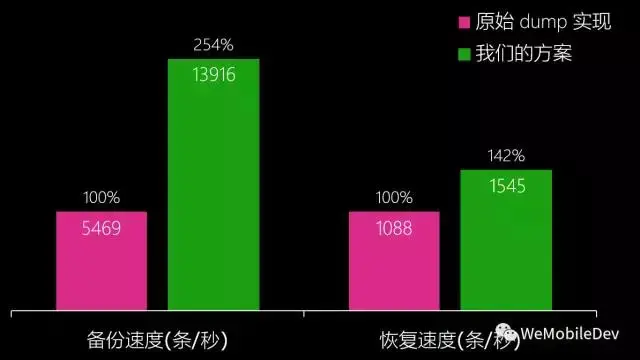 原始 dump 实现
我们的方案
254%
13916
100%
5469
142%
1545
100%
1088
备份速度(条/秒)
恢复速度(条/秒)
WeMobileDev